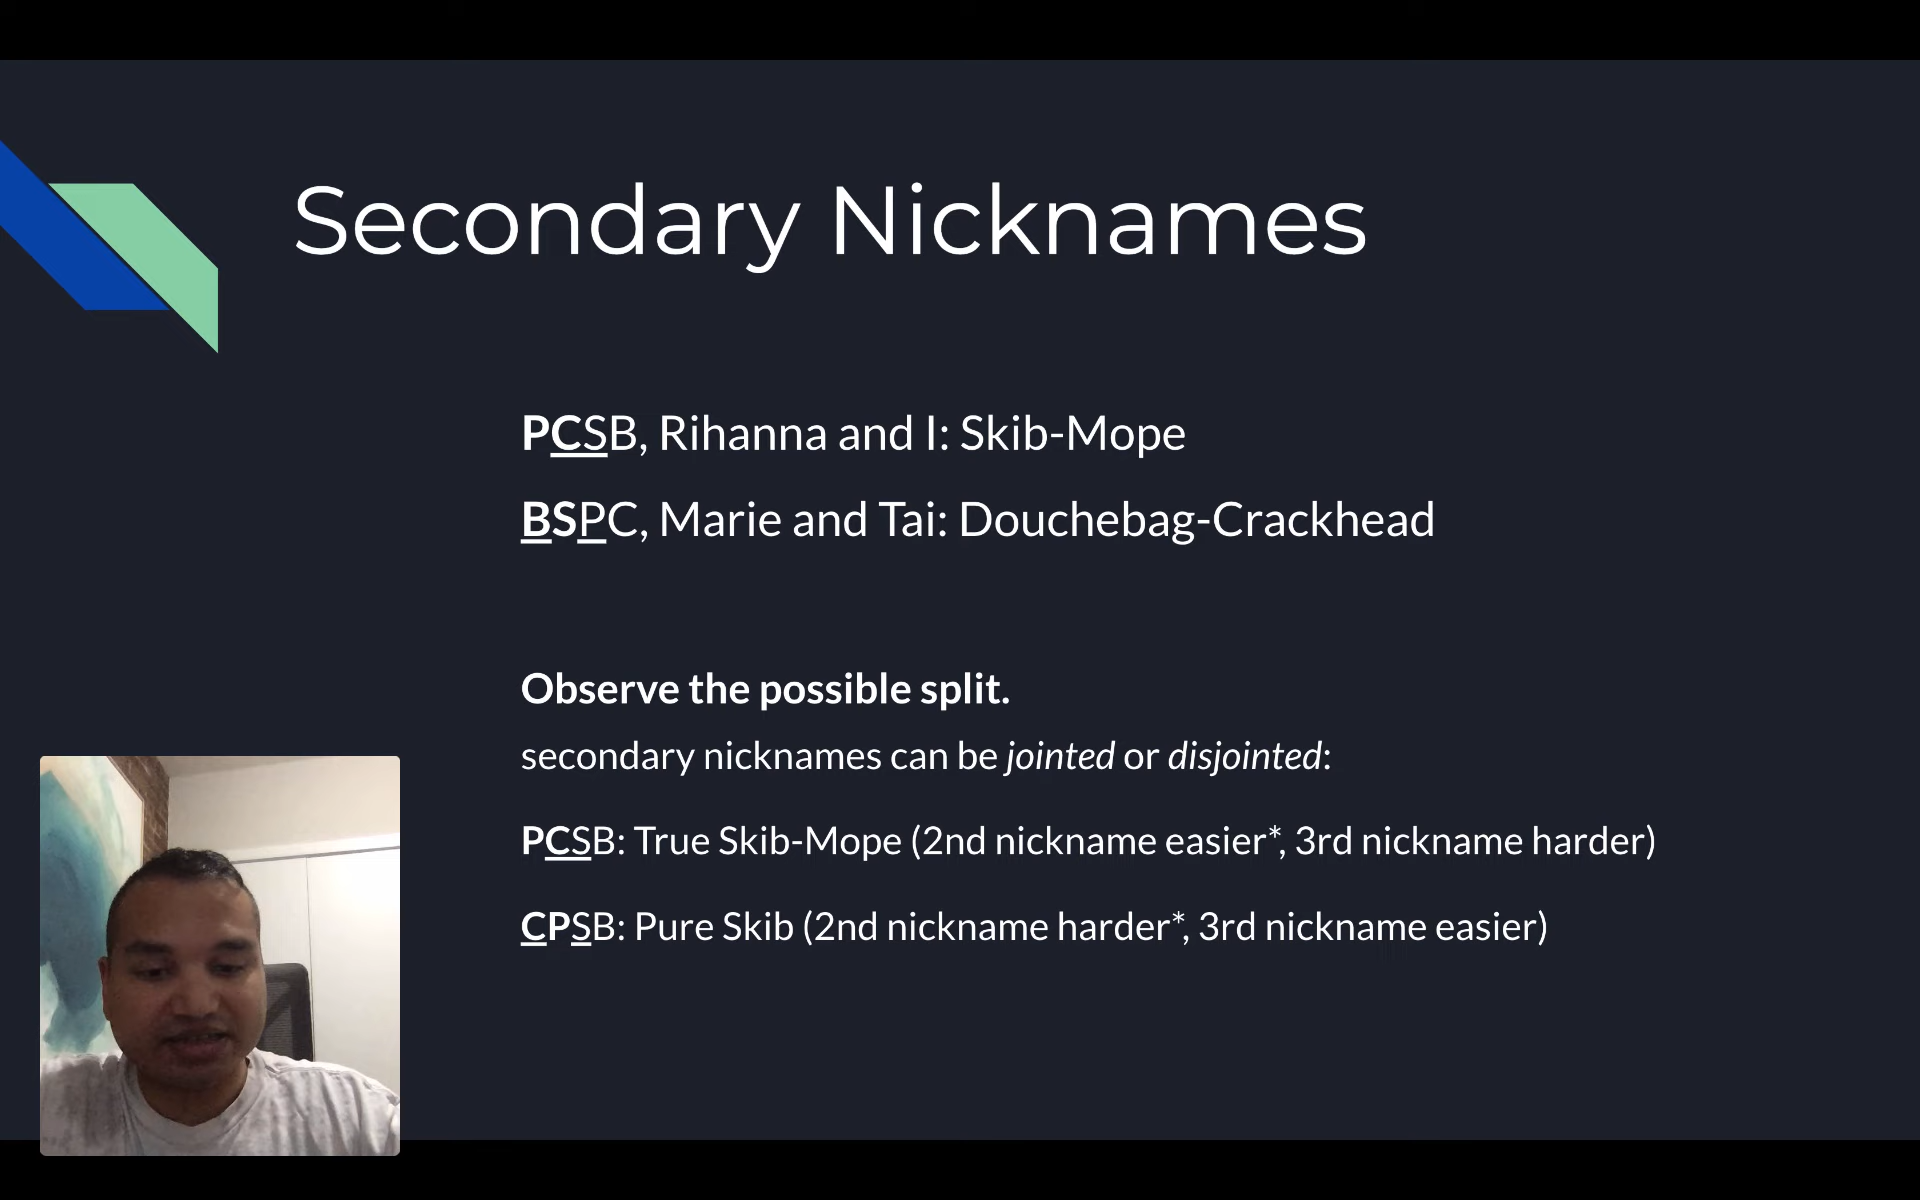 Secondary Nicknames
PCSB, Rihanna and I: Skib-Mope
BSPC, Marie and Tai: Douchebag-Crackhead
Observe the possible split.
secondary nicknames can be jointed or disjointed:
PCSB: True Skib-Mope (2nd nickname easier*, 3rd nickname harder)
CPSB: Pure Skib (2nd nickname harder*, 3rd nickname easier)